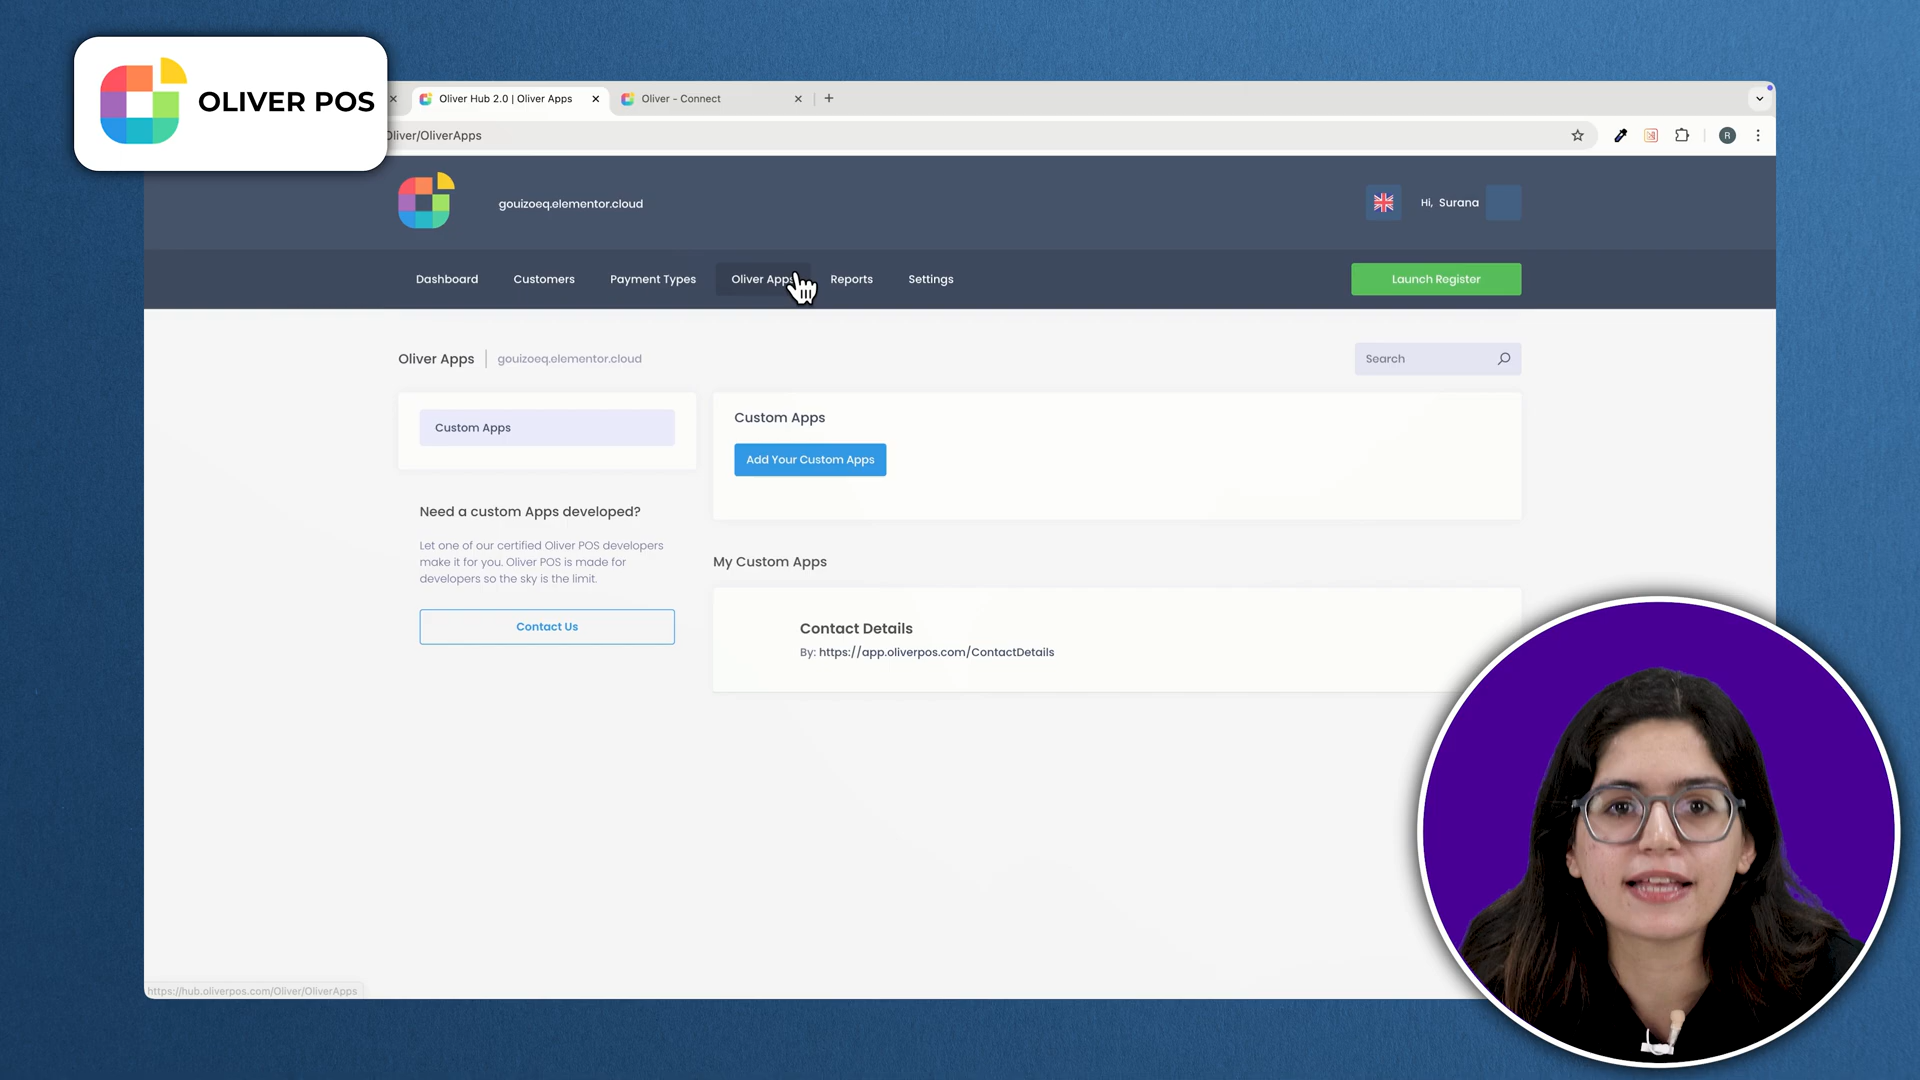 OLIVER POS
Oliver Hub 2.0 | Oliver Apps
Oliver - Connect
Oliver/OliverApps
R
gouizoeq.elementor.cloud
Hi, Surana
Dashboard
Customers
Payment Types
Oliver Apps
Reports
Settings
Launch Register
Oliver Apps
gouizoeq.elementor.cloud
Search
Custom Apps
Custom Apps
Add Your Custom Apps
Need a custom Apps developed?
Let one of our certified Oliver POS developers
make it for you. Oliver POS is made for
developers so the sky is the limit.
Contact Us
My Custom Apps
Contact Details
By: https://app.oliverpos.com/ContactDetails
https://hub.oliverpos.com/Oliver/OliverApps